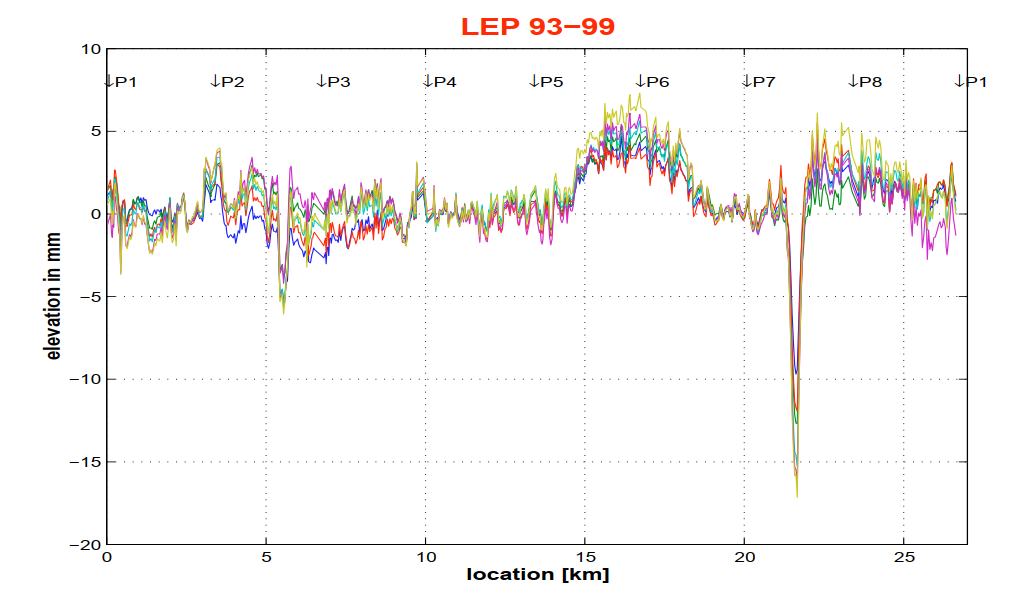 LEP 93−99
10
↓P1 ↓P2 ↓P3 ↓P4 ↓P5 ↓P6 ↓P7 ↓P8 ↓P1
5
0
−5
−10
−15
−20
elevation in mm
0 5 10 15 20 25
location [km]